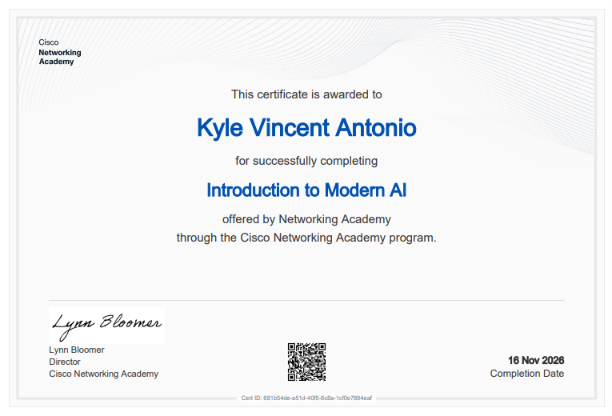 Cisco
Networking
Academy
This certificate is awarded to
Kyle Vincent Antonio
for successfully completing
Introduction to Modern AI
offered by Networking Academy
through the Cisco Networking Academy program.
Lynn Bloomer
Lynn Bloomer
Director
Cisco Networking Academy
16 Nov 2026
Completion Date
Cert ID: